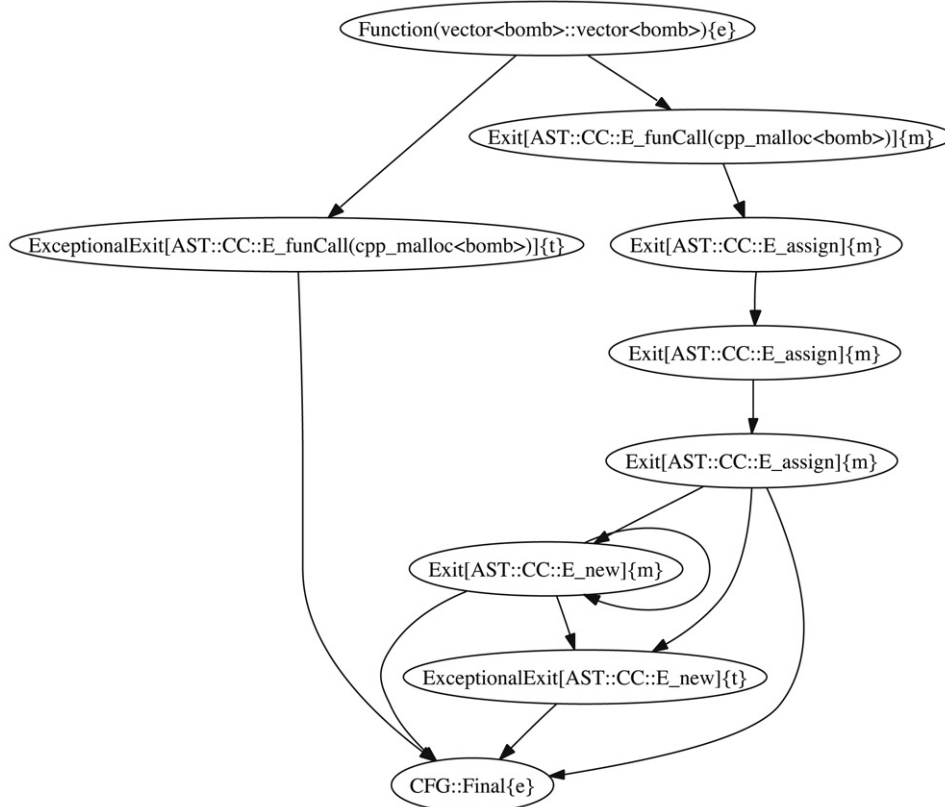 Function(vector<bomb>::vector<bomb>){e}
Exit[AST::CC::E_funCall(cpp_malloc<bomb>)]{m}
ExceptionalExit[AST::CC::E_funCall(cpp_malloc<bomb>)]{t}
Exit[AST::CC::E_assign]{m}
Exit[AST::CC::E_assign]{m}
Exit[AST::CC::E_assign]{m}
Exit[AST::CC::E_new]{m}
ExceptionalExit[AST::CC::E_new]{t}
CFG::Final{e}